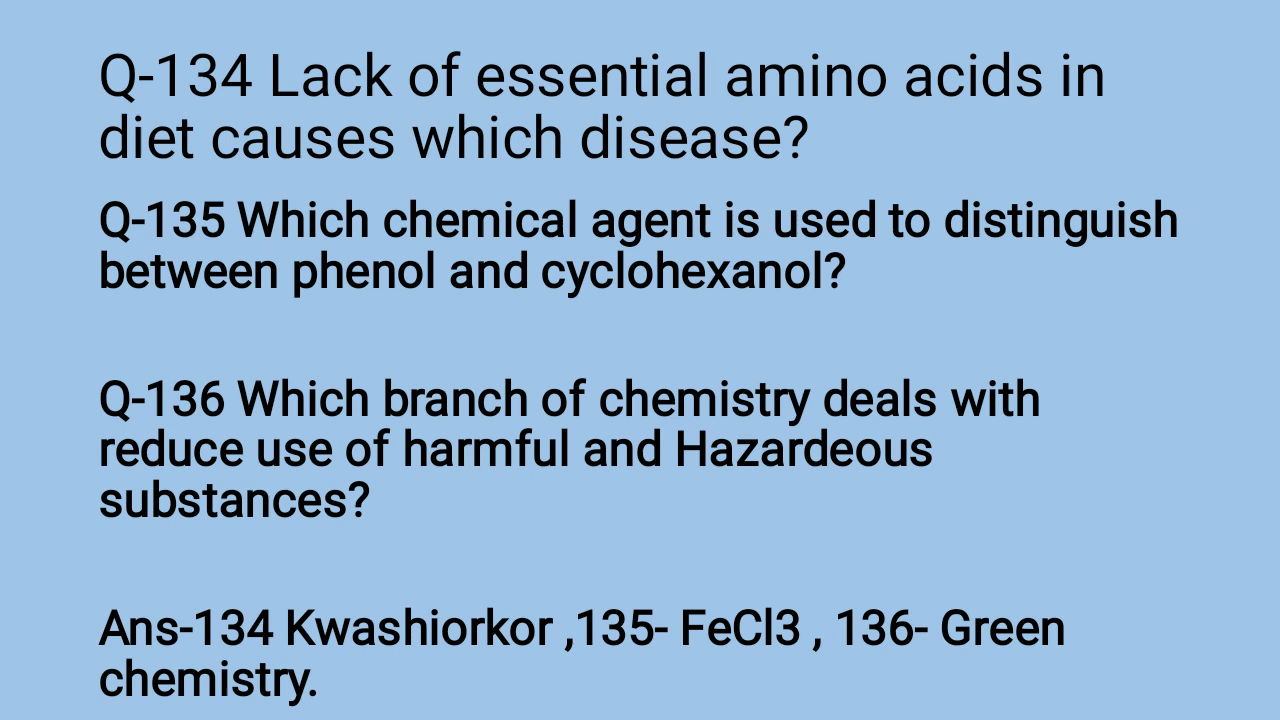 Q-134 Lack of essential amino acids in
diet causes which disease?
Q-135 Which chemical agent is used to distinguish
between phenol and cyclohexanol?
Q-136 Which branch of chemistry deals with
reduce use of harmful and Hazardeous
substances?
Ans-134 Kwashiorkor ,135- FeCl3 , 136- Green
chemistry.